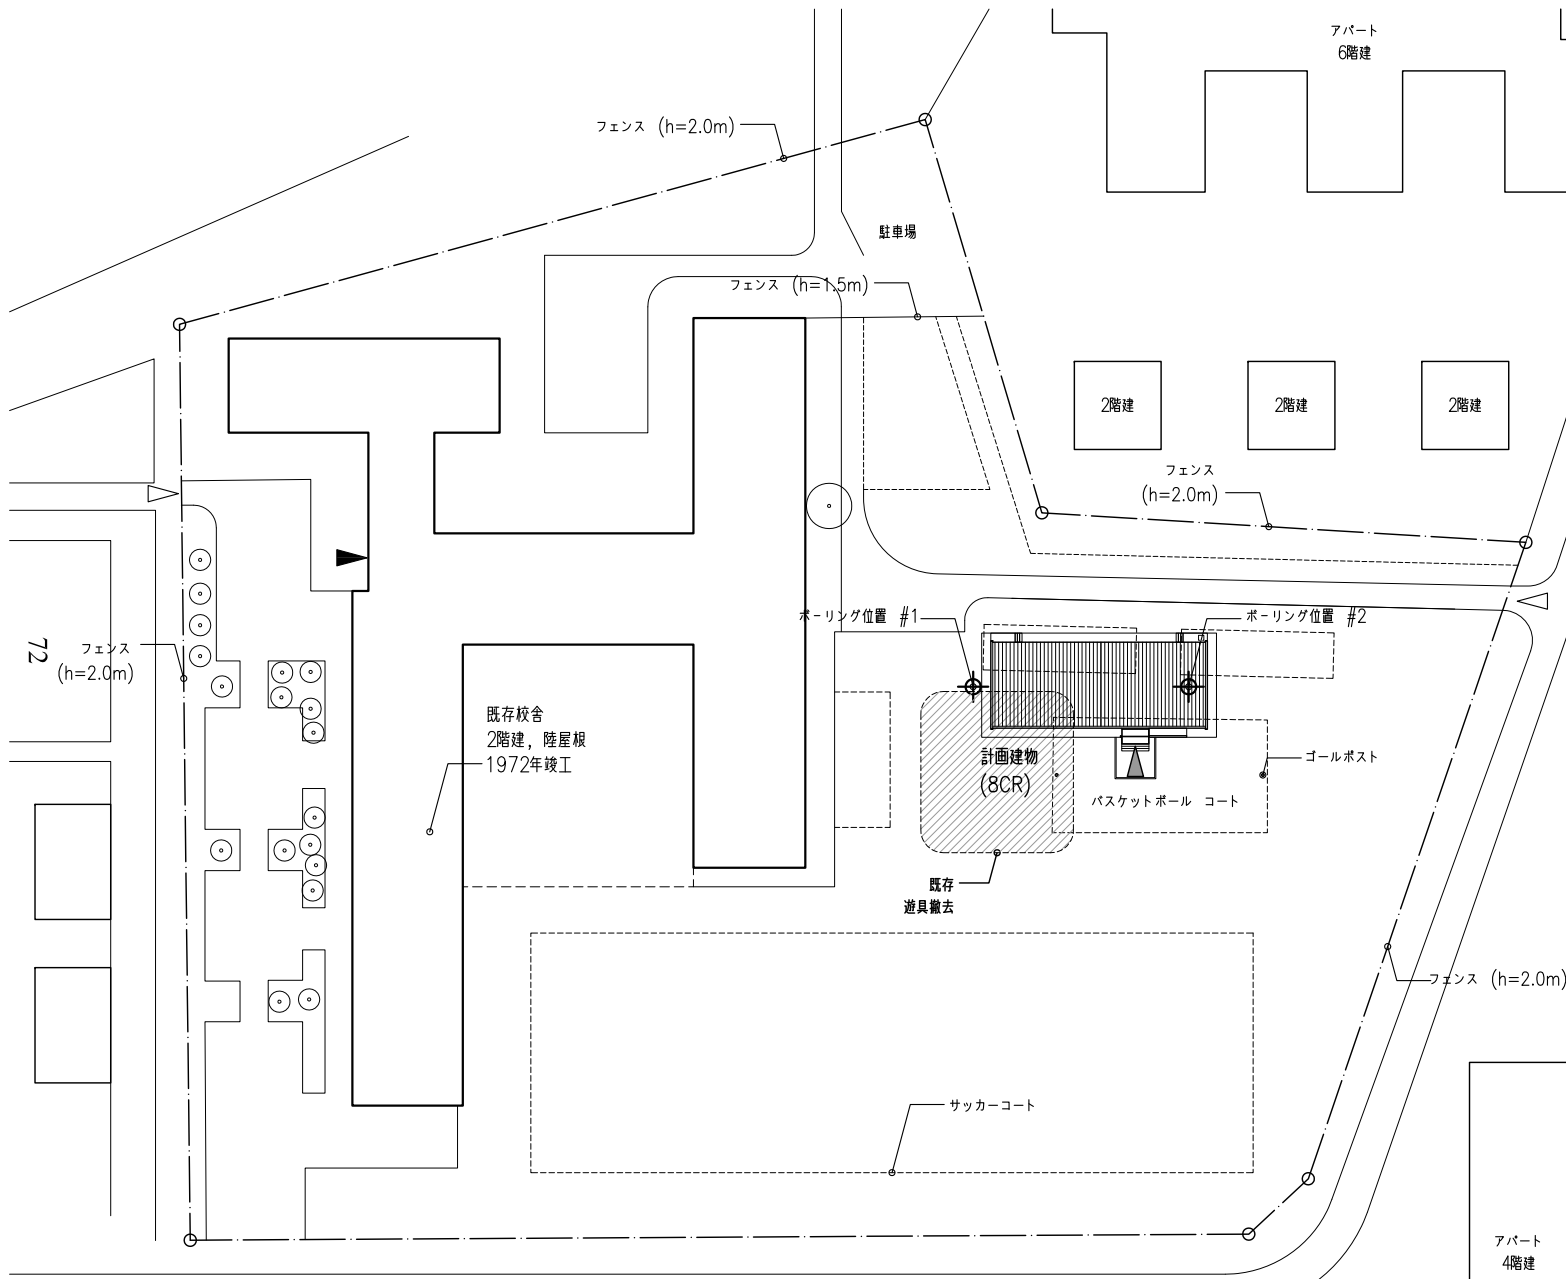 アパート
6階建
フェンス (h=2.0m)
駐車場
フェンス (h=1.5m)
2階建
2階建
2階建
フェンス
(h=2.0m)
ボーリング位置 #1
ボーリング位置 #2
72
フェンス
(h=2.0m)
既存校舎
2階建, 陸屋根
1972年竣工
計画建物
(8CR)
ゴールポスト
バスケットボール コート
既存
遊具撤去
フェンス (h=2.0m)
サッカーコート
アパート
4階建